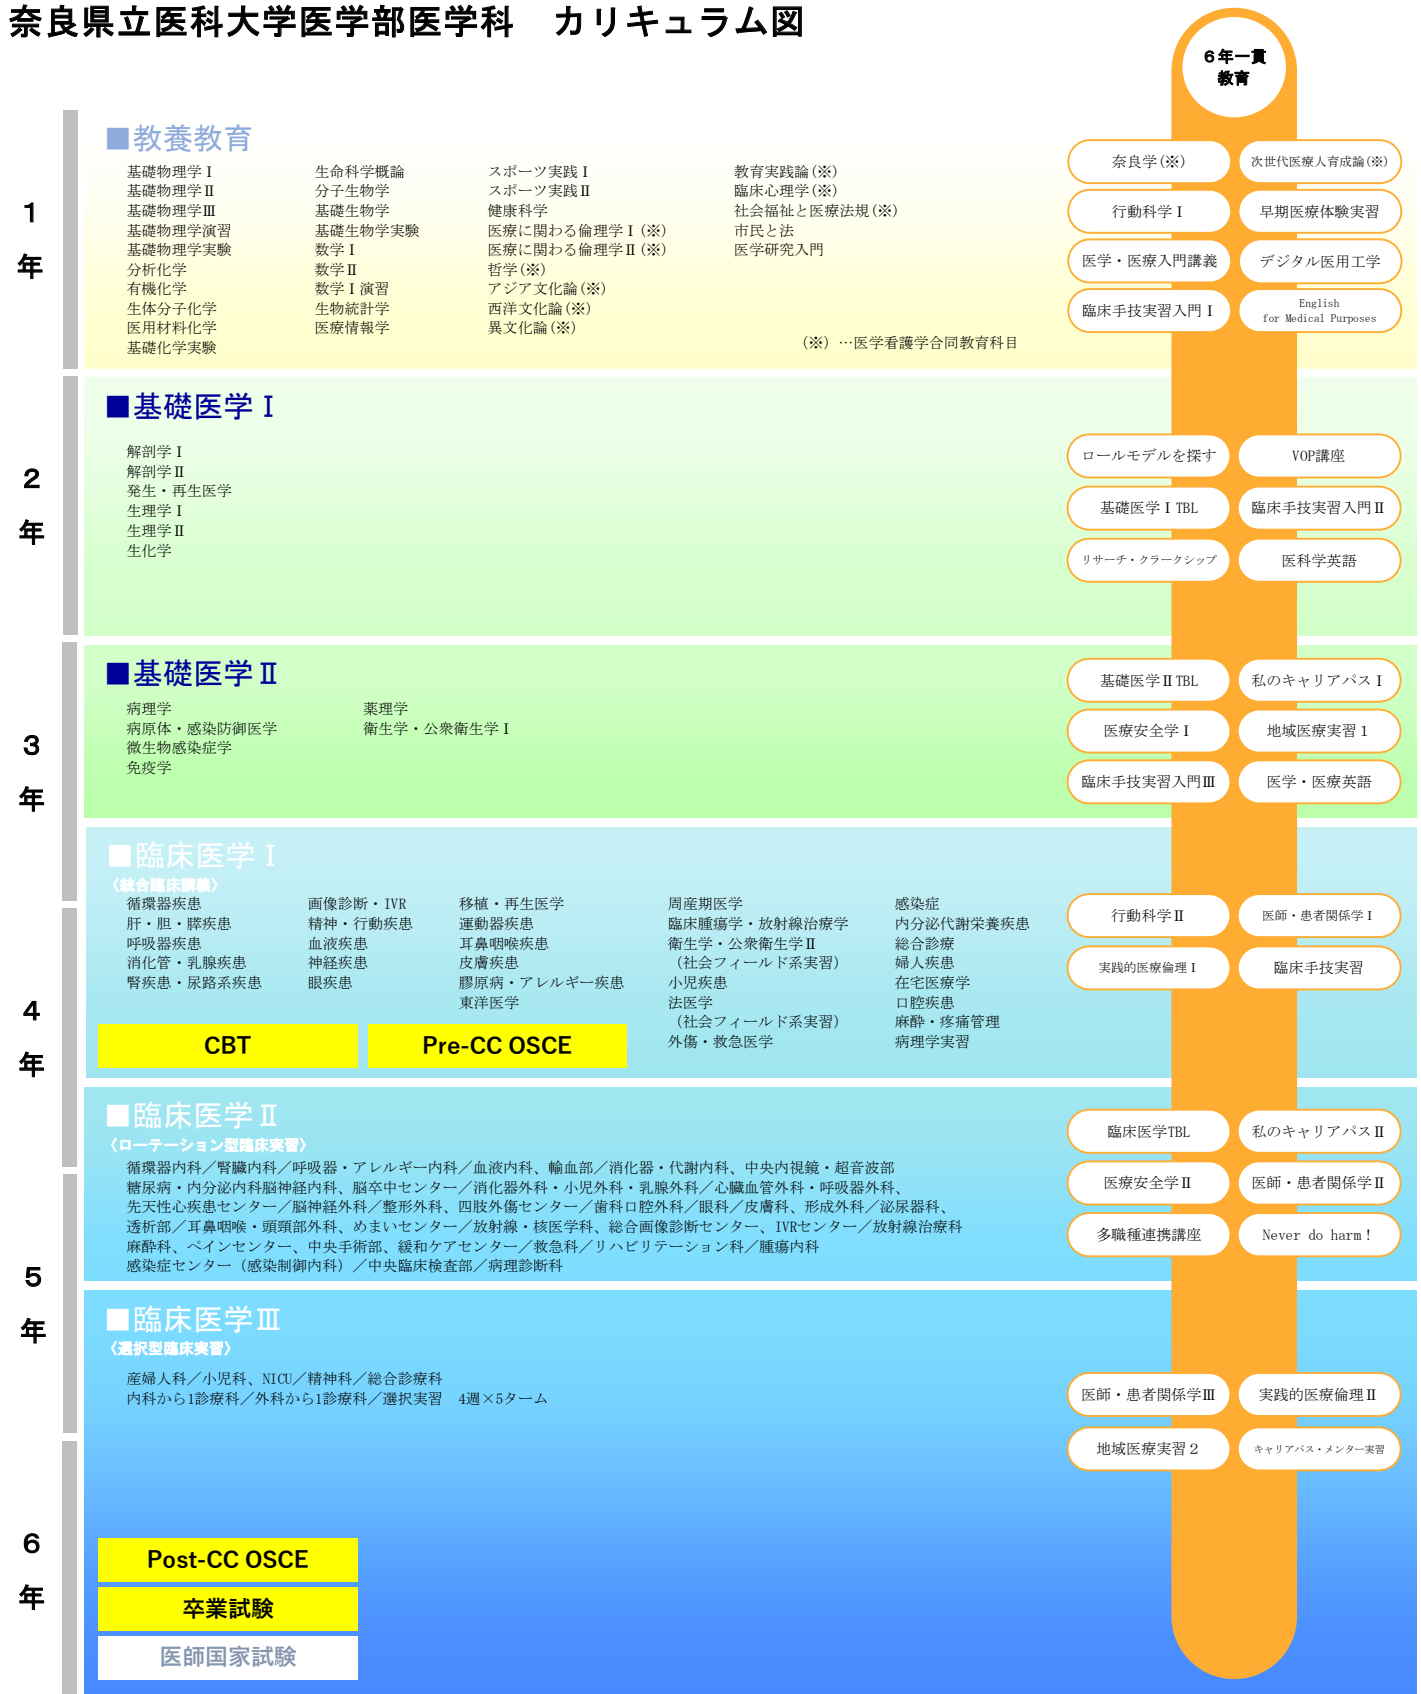 奈良県立医科大学医学部医学科　カリキュラム図
6年一貫
教育
1
年
■教養教育
基礎物理学Ⅰ
基礎物理学Ⅱ
基礎物理学Ⅲ
基礎物理学演習
基礎物理学実験
分析化学
有機化学
生体分子化学
医用材料化学
基礎化学実験
生命科学概論
分子生物学
基礎生物学
基礎生物学実験
数学Ⅰ
数学Ⅱ
数学Ⅰ演習
生物統計学
医療情報学
スポーツ実践Ⅰ
スポーツ実践Ⅱ
健康科学
医療に関わる倫理学Ⅰ(※)
医療に関わる倫理学Ⅱ(※)
哲学(※)
アジア文化論(※)
西洋文化論(※)
異文化論(※)
教育実践論(※)
臨床心理学(※)
社会福祉と医療法規(※)
市民と法
医学研究入門
（※）…医学看護学合同教育科目
奈良学(※)
次世代医療人育成論(※)
行動科学Ⅰ
早期医療体験実習
医学・医療入門講義
デジタル医用工学
臨床手技実習入門Ⅰ
English
for Medical Purposes
2
年
■基礎医学Ⅰ
解剖学Ⅰ
解剖学Ⅱ
発生・再生医学
生理学Ⅰ
生理学Ⅱ
生化学
ロールモデルを探す
VOP講座
基礎医学ⅠTBL
臨床手技実習入門Ⅱ
リサーチ・クラークシップ
医科学英語
3
年
■基礎医学Ⅱ
病理学
病原体・感染防御医学
微生物感染症学
免疫学
薬理学
衛生学・公衆衛生学Ⅰ
基礎医学ⅡTBL
私のキャリアパスⅠ
医療安全学Ⅰ
地域医療実習1
臨床手技実習入門Ⅲ
医学・医療英語
4
年
■臨床医学Ⅰ
〈統合臨床講義〉
循環器疾患
肝・胆・膵疾患
呼吸器疾患
消化管・乳腺疾患
腎疾患・尿路系疾患
画像診断・IVR
精神・行動疾患
血液疾患
神経疾患
眼疾患
移植・再生医学
運動器疾患
耳鼻咽喉疾患
皮膚疾患
膠原病・アレルギー疾患
東洋医学
周産期医学
臨床腫瘍学・放射線治療学
衛生学・公衆衛生学Ⅱ
（社会フィールド系実習）
小児疾患
法医学
（社会フィールド系実習）
外傷・救急医学
感染症
内分泌代謝栄養疾患
総合診療
婦人疾患
在宅医療学
口腔疾患
麻酔・疼痛管理
病理学実習
CBT
Pre-CC OSCE
行動科学Ⅱ
医師・患者関係学Ⅰ
実践的医療倫理Ⅰ
臨床手技実習
■臨床医学Ⅱ
〈ローテーション型臨床実習〉
循環器内科／腎臓内科／呼吸器・アレルギー内科／血液内科、輸血部／消化器・代謝内科、中央内視鏡・超音波部
糖尿病・内分泌内科脳神経内科、脳卒中センター／消化器外科・小児外科・乳腺外科／心臓血管外科・呼吸器外科、
先天性心疾患センター／脳神経外科／整形外科、四肢外傷センター／歯科口腔外科／眼科／皮膚科、形成外科／泌尿器科、
透析部／耳鼻咽喉・頭頸部外科、めまいセンター／放射線・核医学科、総合画像診断センター、IVRセンター／放射線治療科
麻酔科、ペインセンター、中央手術部、緩和ケアセンター／救急科／リハビリテーション科／腫瘍内科
感染症センター（感染制御内科）／中央臨床検査部／病理診断科
臨床医学TBL
私のキャリアパスⅡ
医療安全学Ⅱ
医師・患者関係学Ⅱ
多職種連携講座
Never do harm！
5
年
■臨床医学Ⅲ
〈選択型臨床実習〉
産婦人科／小児科、NICU／精神科／総合診療科
内科から1診療科／外科から1診療科／選択実習　4週×5ターム
医師・患者関係学Ⅲ
実践的医療倫理Ⅱ
地域医療実習２
キャリアパス・メンター実習
6
年
Post-CC OSCE
卒業試験
医師国家試験